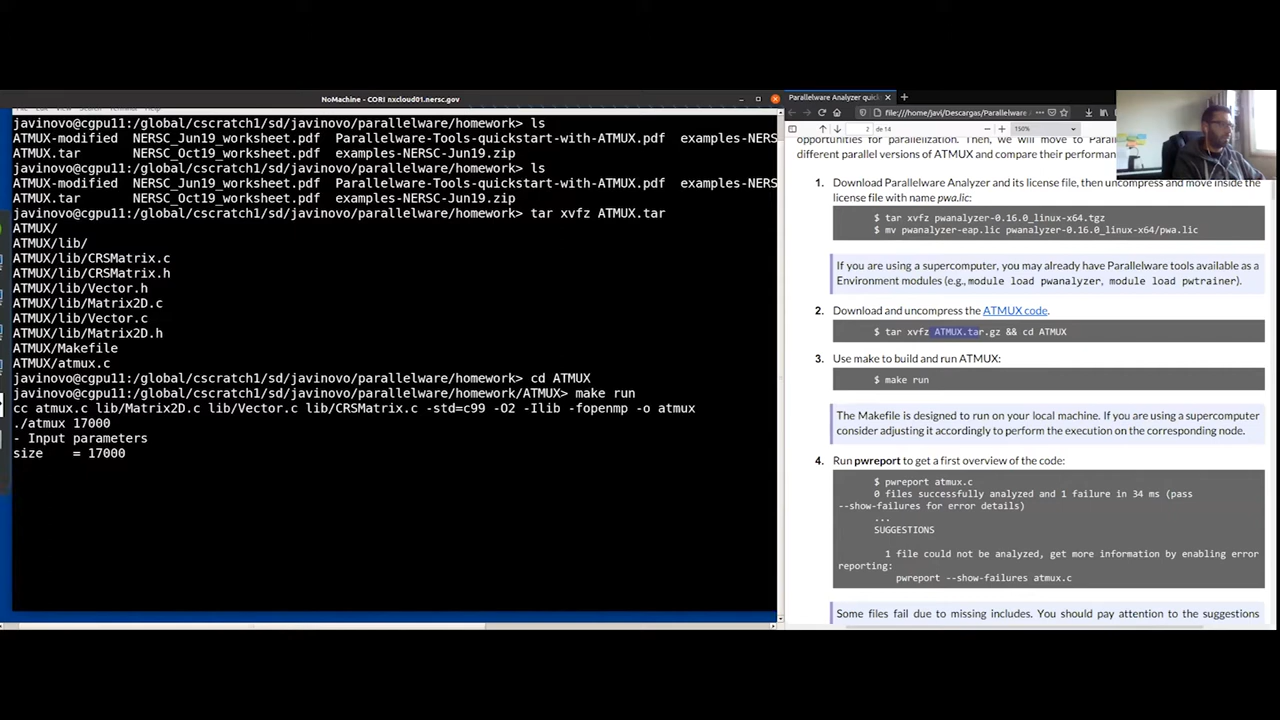 NoMachine - CORI nxcloud01.nersc.gov
javinovo@cgpu11:/global/cscratch1/sd/javinovo/parallelware/homework> ls
ATMUX-modified NERSC_Jun19_worksheet.pdf Parallelware-Tools-quickstart-with-ATMUX.pdf examples-NERS
ATMUX.tar NERSC_Oct19_worksheet.pdf examples-NERSC-Jun19.zip
javinovo@cgpu11:/global/cscratch1/sd/javinovo/parallelware/homework> ls
ATMUX-modified NERSC_Jun19_worksheet.pdf Parallelware-Tools-quickstart-with-ATMUX.pdf examples-NERS
ATMUX.tar NERSC_Oct19_worksheet.pdf examples-NERSC-Jun19.zip
javinovo@cgpu11:/global/cscratch1/sd/javinovo/parallelware/homework> tar xvfz ATMUX.tar
ATMUX/
ATMUX/lib/
ATMUX/lib/CRSMatrix.c
ATMUX/lib/CRSMatrix.h
ATMUX/lib/Vector.h
ATMUX/lib/Matrix2D.c
ATMUX/lib/Vector.c
ATMUX/lib/Matrix2D.h
ATMUX/Makefile
ATMUX/atmux.c
javinovo@cgpu11:/global/cscratch1/sd/javinovo/parallelware/homework> cd ATMUX
javinovo@cgpu11:/global/cscratch1/sd/javinovo/parallelware/homework/ATMUX> make run
cc atmux.c lib/Matrix2D.c lib/Vector.c lib/CRSMatrix.c -std=c99 -O2 -Ilib -fopenmp -o atmux
./atmux 17000
- Input parameters
size = 17000
Parallelware Analyzer quick
file:///home/javi/Descargas/Parallelware
2 de 14
150%
opportunities for parallelization. Then, we will move to
different parallel versions of ATMUX and compare their performance
1. Download Parallelware Analyzer and its license file, then uncompress and move inside the
license file with name pwa.lic:
$ tar xvfz pwanalyzer-0.16.0_linux-x64.tgz
$ mv pwanalyzer-eap.lic pwanalyzer-0.16.0_linux-x64/pwa.lic
If you are using a supercomputer, you may already have Parallelware tools available as a
Environment modules (e.g., module load pwanalyzer, module load pwtrainer).
2. Download and uncompress the ATMUX code.
$ tar xvfz ATMUX.tar.gz && cd ATMUX
3. Use make to build and run ATMUX:
$ make run
The Makefile is designed to run on your local machine. If you are using a supercomputer
consider adjusting it accordingly to perform the execution on the corresponding node.
4. Run pwreport to get a first overview of the code:
$ pwreport atmux.c
0 files successfully analyzed and 1 failure in 34 ms (pass
--show-failures for error details)
...
SUGGESTIONS
1 file could not be analyzed, get more information by enabling error
reporting:
pwreport --show-failures atmux.c
Some files fail due to missing includes. You should pay attention to the suggestions